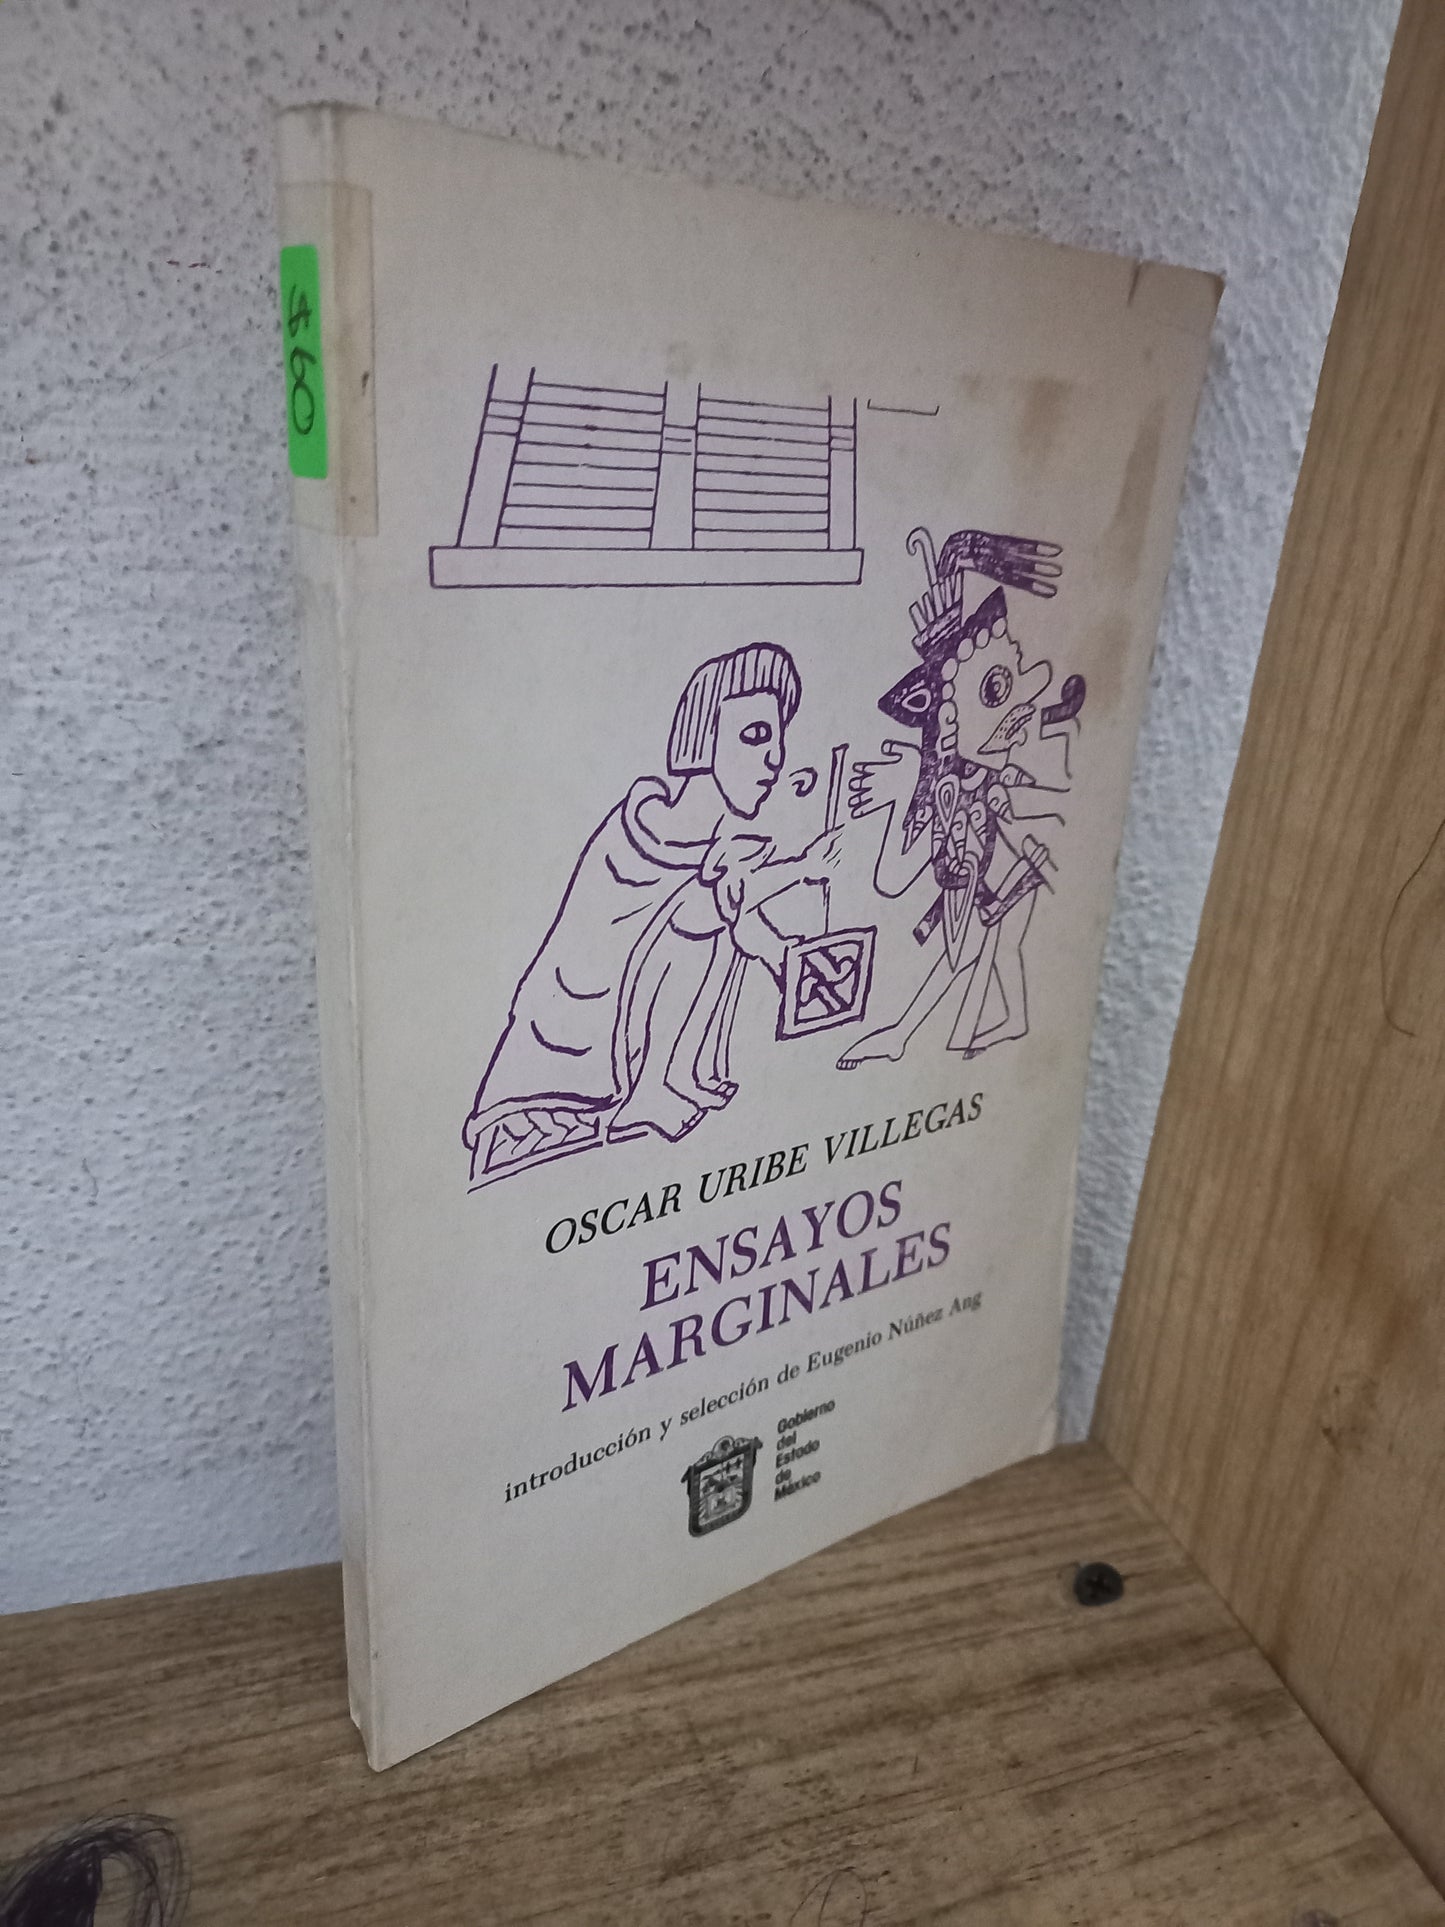 $60
OSCAR URIBE VILLEGAS
ENSAYOS
MARGINALES
introducción y selección de Eugenio Núñez Ang
Gobierno
del
Estado
de
México